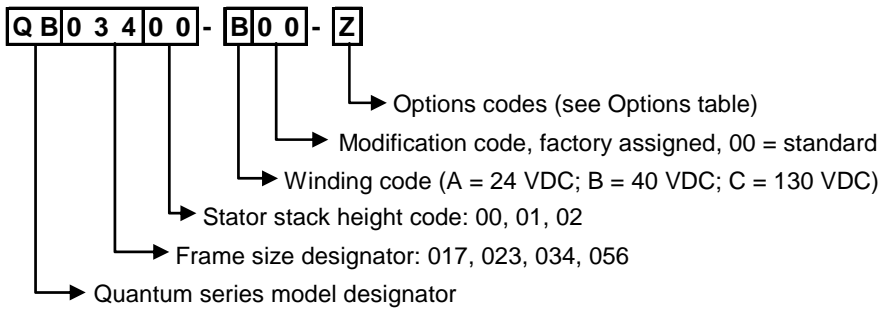 QB03400-B00-Z
Options codes (see Options table)
Modification code, factory assigned, 00 = standard
Winding code (A = 24 VDC; B = 40 VDC; C = 130 VDC)
Stator stack height code: 00, 01, 02
Frame size designator: 017, 023, 034, 056
Quantum series model designator